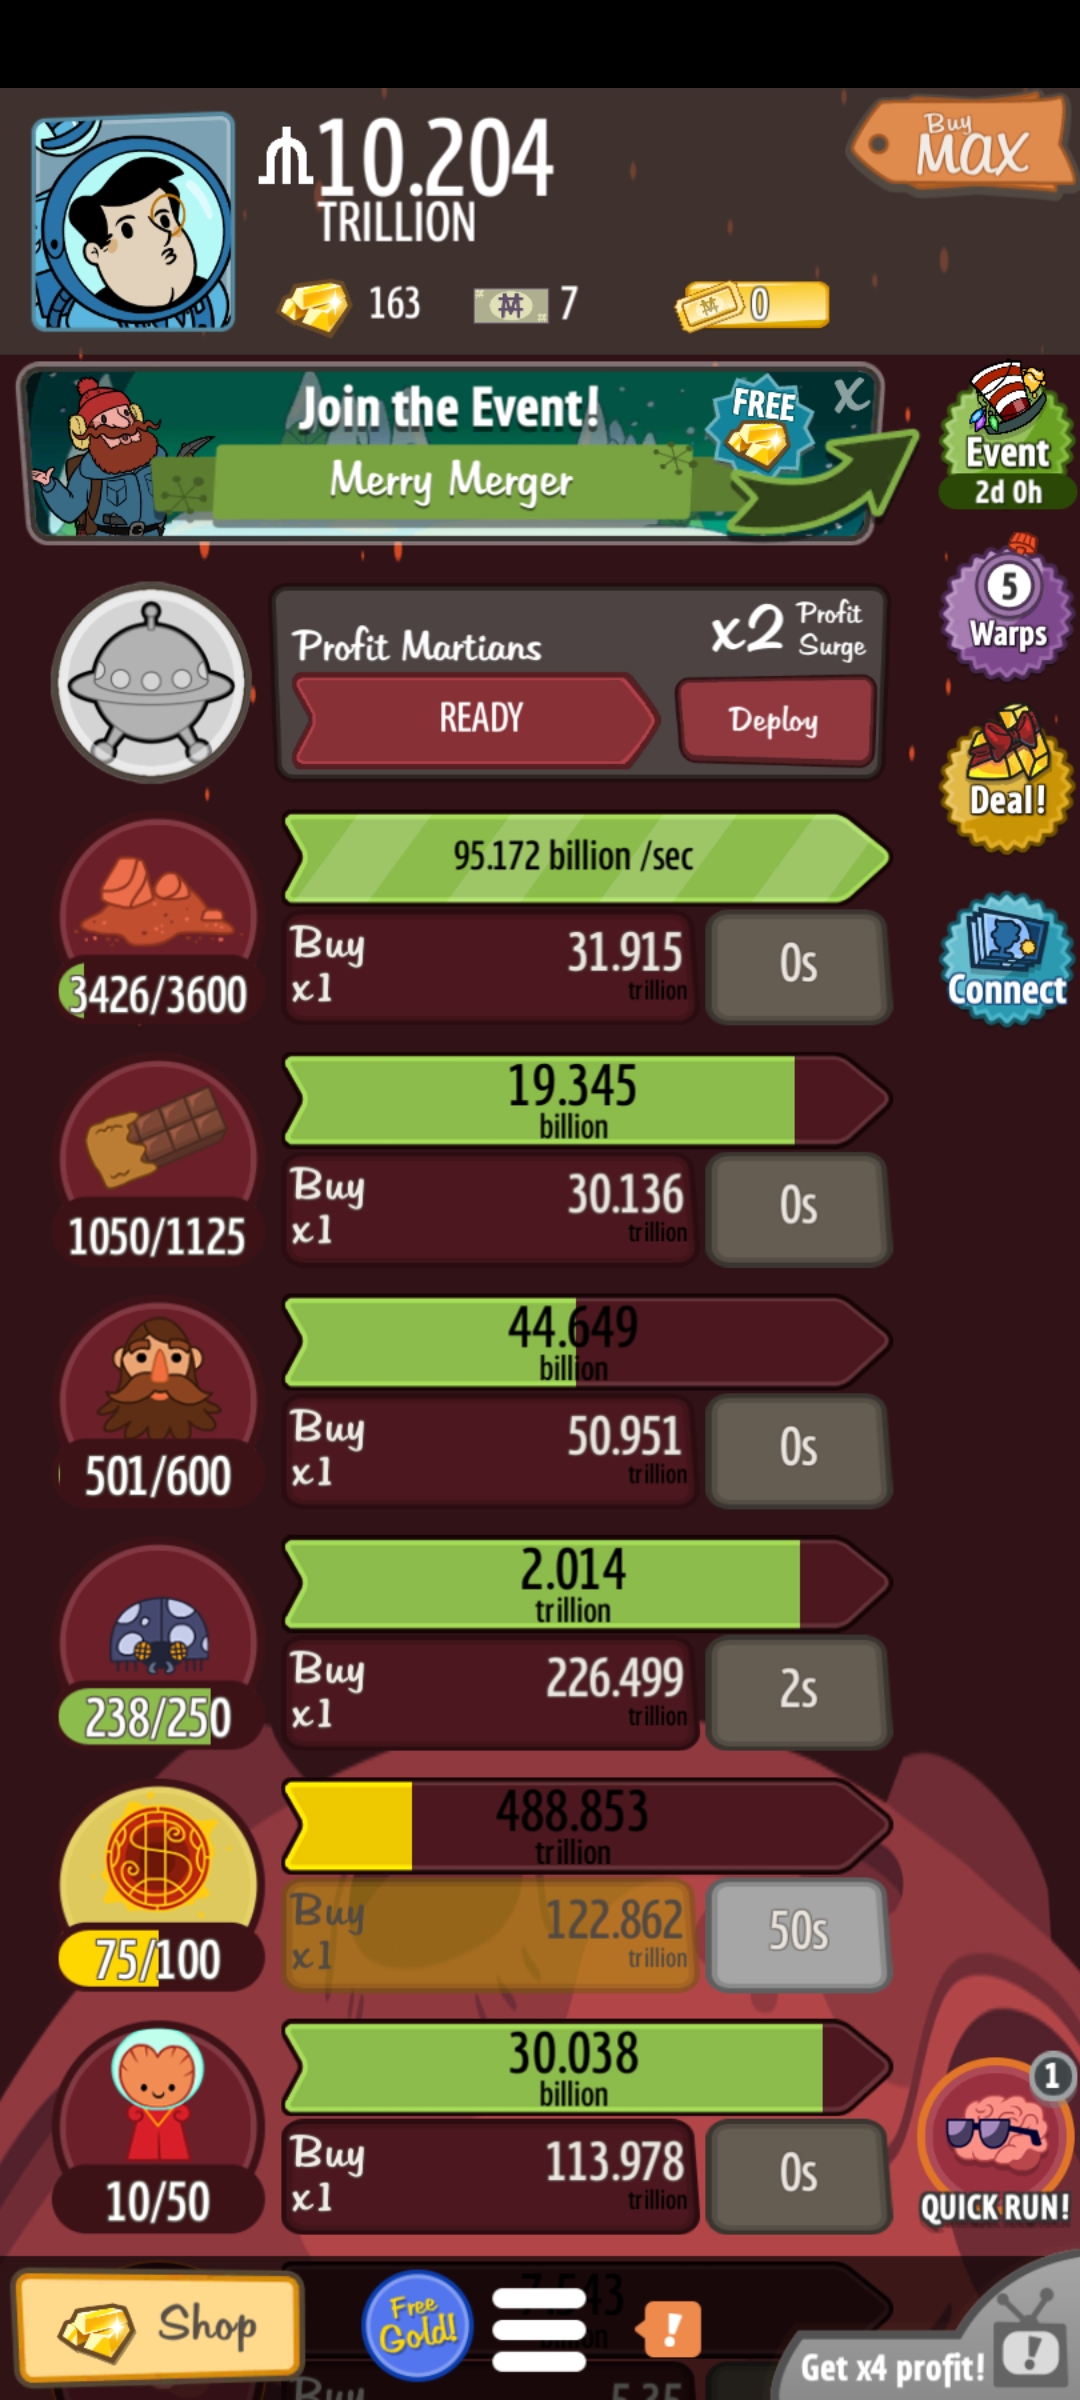 10.204
TRILLION
Buy
MAX
163
7
0
Join the Event!
FREE
X
Merry Merger
Event
2d 0h
5
Warps
Profit Martians
x2 Profit Surge
READY
Deploy
Deal!
95.172 billion /sec
Buy
x1
31.915
trillion
0s
3426/3600
Connect
19.345
billion
Buy
x1
30.136
trillion
0s
1050/1125
44.649
billion
Buy
x1
50.951
trillion
0s
501/600
2.014
trillion
Buy
x1
226.499
trillion
2s
238/250
488.853
trillion
Buy
x1
122.862
trillion
50s
75/100
30.038
billion
Buy
x1
113.978
trillion
0s
10/50
1
QUICK RUN!
Shop
Free
Gold!
!
Get x4 profit!
!
Buy
5.35